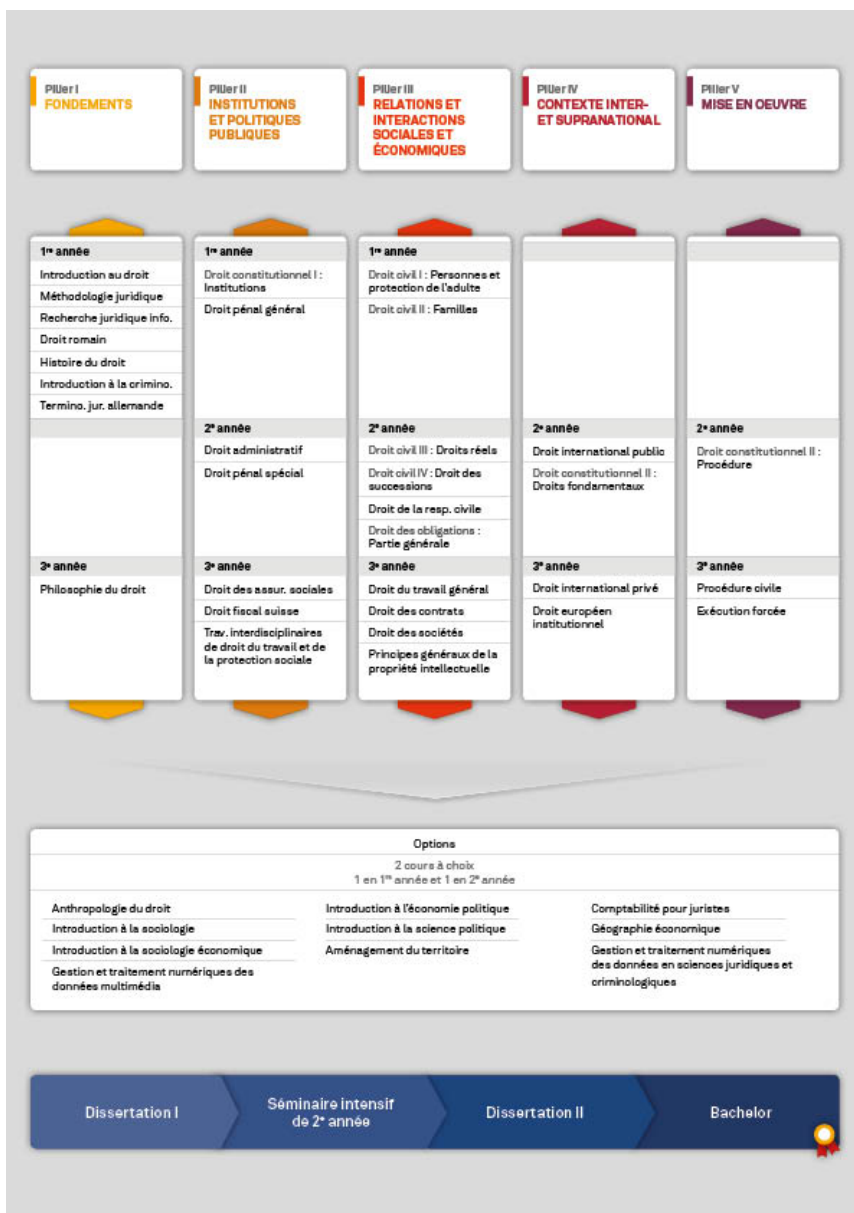 Pilier I
FONDEMENTS
Pilier II
INSTITUTIONS
ET POLITIQUES
PUBLIQUES
Pilier III
RELATIONS ET
INTERACTIONS
SOCIALES ET
ÉCONOMIQUES
Pilier IV
CONTEXTE INTER-
ET SUPRANATIONAL
Pilier V
MISE EN OEUVRE
1re année
Introduction au droit
Méthodologie juridique
Recherche juridique info.
Droit romain
Histoire du droit
Introduction à la crimino.
Termino. jur. allemande
3e année
Philosophie du droit
1re année
Droit constitutionnel I :
Institutions
Droit pénal général
2e année
Droit administratif
Droit pénal spécial
3e année
Droit des assur. sociales
Droit fiscal suisse
Trav. interdisciplinaires
de droit du travail et de
la protection sociale
1re année
Droit civil I : Personnes et
protection de l'adulte
Droit civil II : Familles
2e année
Droit civil III : Droits réels
Droit civil IV : Droit des
successions
Droit de la resp. civile
Droit des obligations :
Partie générale
3e année
Droit du travail général
Droit des contrats
Droit des sociétés
Principes généraux de la
propriété intellectuelle
2e année
Droit international public
Droit constitutionnel II :
Droits fondamentaux
3e année
Droit international privé
Droit européen
institutionnel
2e année
Droit constitutionnel II :
Procédure
3e année
Procédure civile
Exécution forcée
Options
2 cours à choix
1 en 1re année et 1 en 2e année
Anthropologie du droit
Introduction à la sociologie
Introduction à la sociologie économique
Gestion et traitement numériques des
données multimédia
Introduction à l'économie politique
Introduction à la science politique
Aménagement du territoire
Comptabilité pour juristes
Géographie économique
Gestion et traitement numériques
des données en sciences juridiques et
criminologiques
Dissertation I
Séminaire intensif
de 2e année
Dissertation II
Bachelor